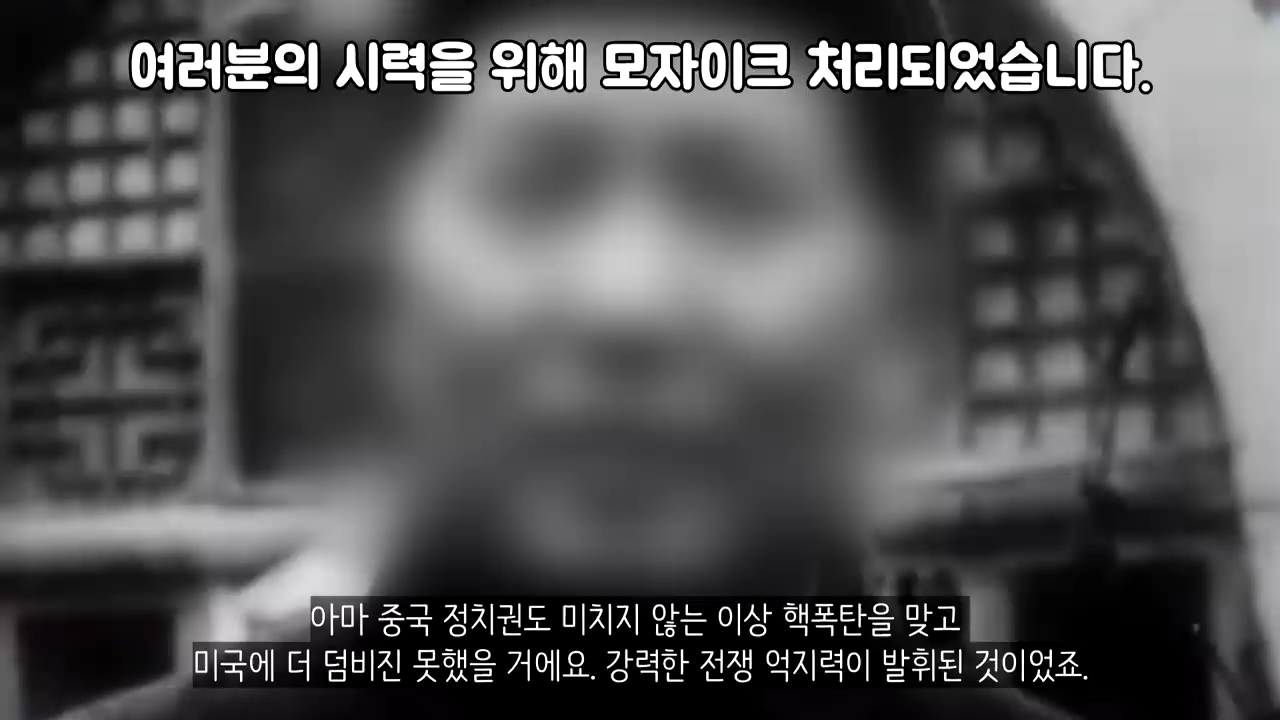 여러분의 시력을 위해 모자이크 처리되었습니다.
아마 중국 정치권도 미치지 않는 이상 핵폭탄을 맞고
미국에 더 덤비진 못했을 거에요. 강력한 전쟁 억지력이 발휘된 것이었죠.